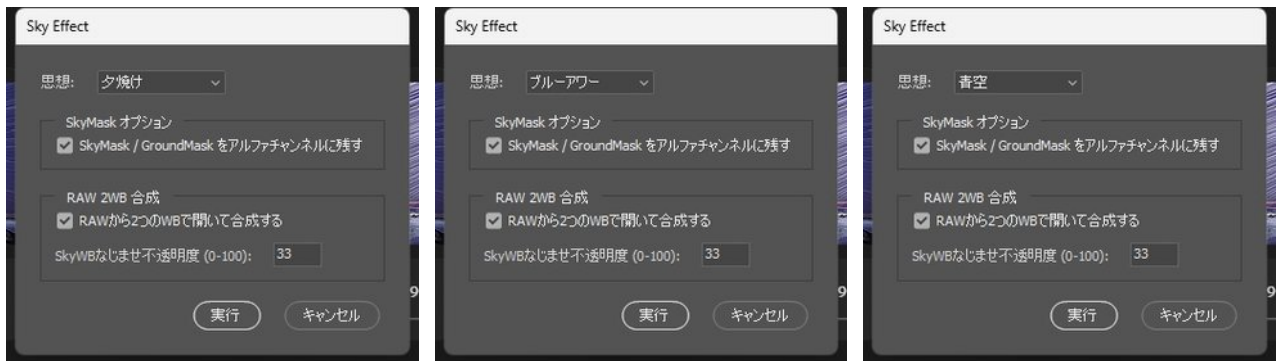 Sky Effect
思想: 夕焼け
SkyMask オプション
SkyMask / GroundMask をアルファチャンネルに残す
RAW 2WB 合成
RAWから2つのWBで開いて合成する
SkyWBなじませ不透明度 (0-100): 33
実行 キャンセル
9
Sky Effect
思想: ブルーアワー
SkyMask オプション
SkyMask / GroundMask をアルファチャンネルに残す
RAW 2WB 合成
RAWから2つのWBで開いて合成する
SkyWBなじませ不透明度 (0-100): 33
実行 キャンセル
9
Sky Effect
思想: 青空
SkyMask オプション
SkyMask / GroundMask をアルファチャンネルに残す
RAW 2WB 合成
RAWから2つのWBで開いて合成する
SkyWBなじませ不透明度 (0-100): 33
実行 キャンセル
9